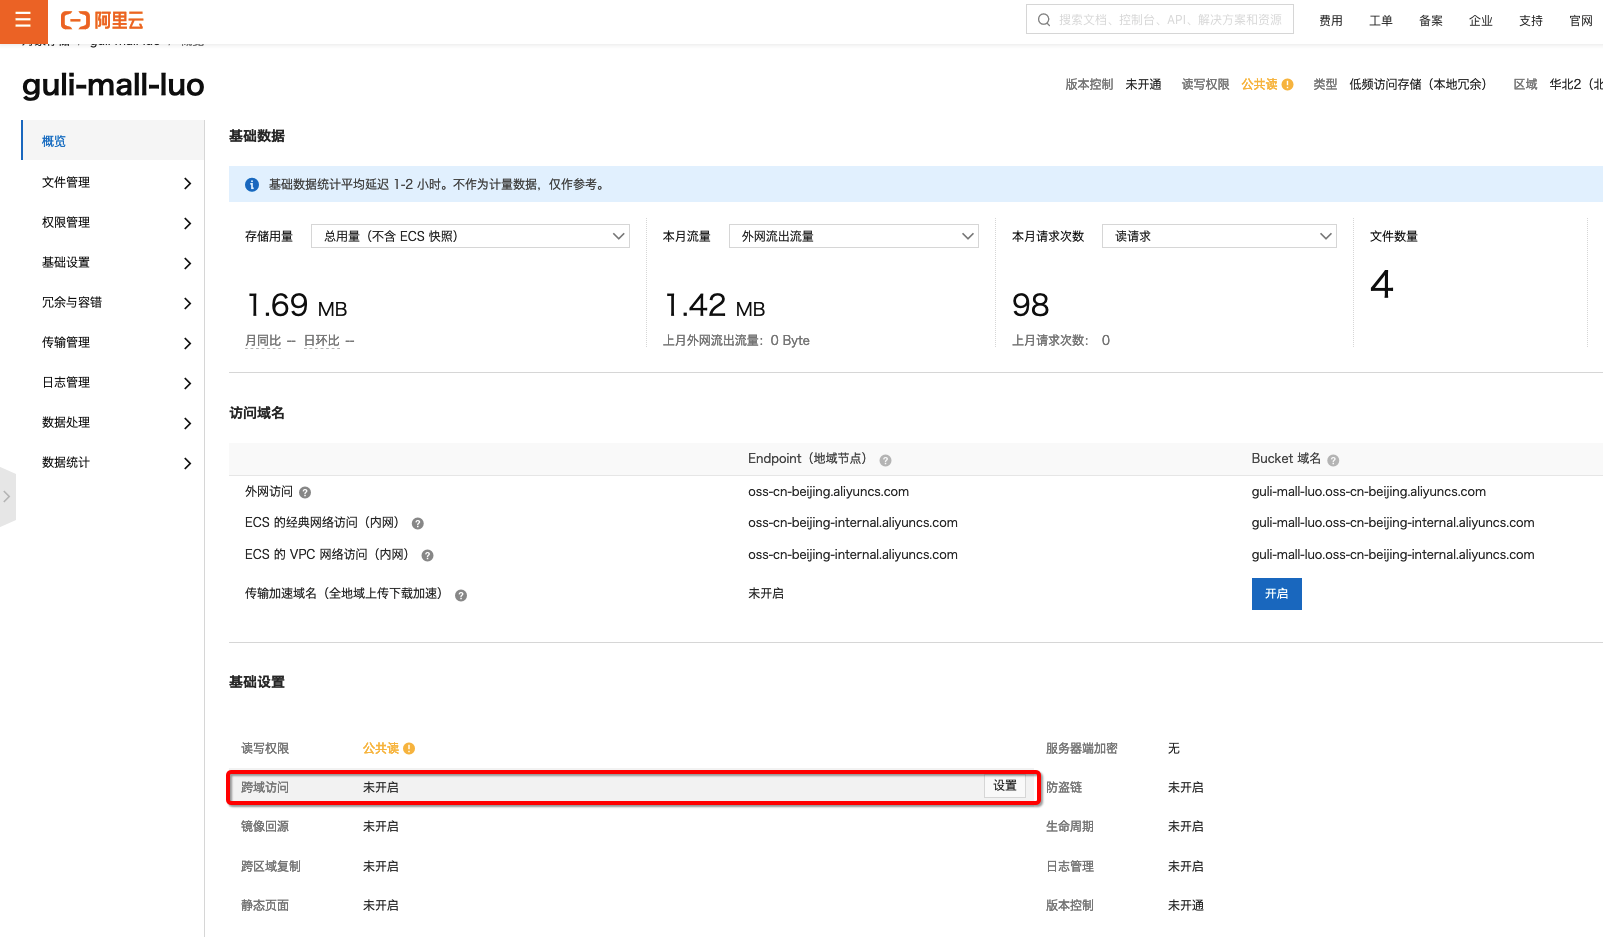 阿里云
搜索文档、控制台、API、解决方案和资源
费用 工单 备案 企业 支持 官网
guli-mall-luo
版本控制 未开通 读写权限 公共读 类型 低频访问存储（本地冗余） 区域 华北2（北
概览
文件管理
权限管理
基础设置
冗余与容错
传输管理
日志管理
数据处理
数据统计
基础数据
基础数据统计平均延迟 1-2 小时。不作为计量数据，仅作参考。
存储用量 总用量（不含 ECS 快照） 本月流量 外网流出流量 本月请求次数 读请求 文件数量
1.69 MB 1.42 MB 98 4
月同比 -- 日环比 -- 上月外网流出流量：0 Byte 上月请求次数： 0
访问域名
Endpoint（地域节点） Bucket 域名
外网访问 oss-cn-beijing.aliyuncs.com guli-mall-luo.oss-cn-beijing.aliyuncs.com
ECS 的经典网络访问（内网） oss-cn-beijing-internal.aliyuncs.com guli-mall-luo.oss-cn-beijing-internal.aliyuncs.com
ECS 的 VPC 网络访问（内网） oss-cn-beijing-internal.aliyuncs.com guli-mall-luo.oss-cn-beijing-internal.aliyuncs.com
传输加速域名（全地域上传下载加速） 未开启 开启
基础设置
读写权限 公共读 服务器端加密 无
跨域访问 未开启 设置 防盗链 未开启
镜像回源 未开启 生命周期 未开启
跨区域复制 未开启 日志管理 未开启
静态页面 未开启 版本控制 未开通